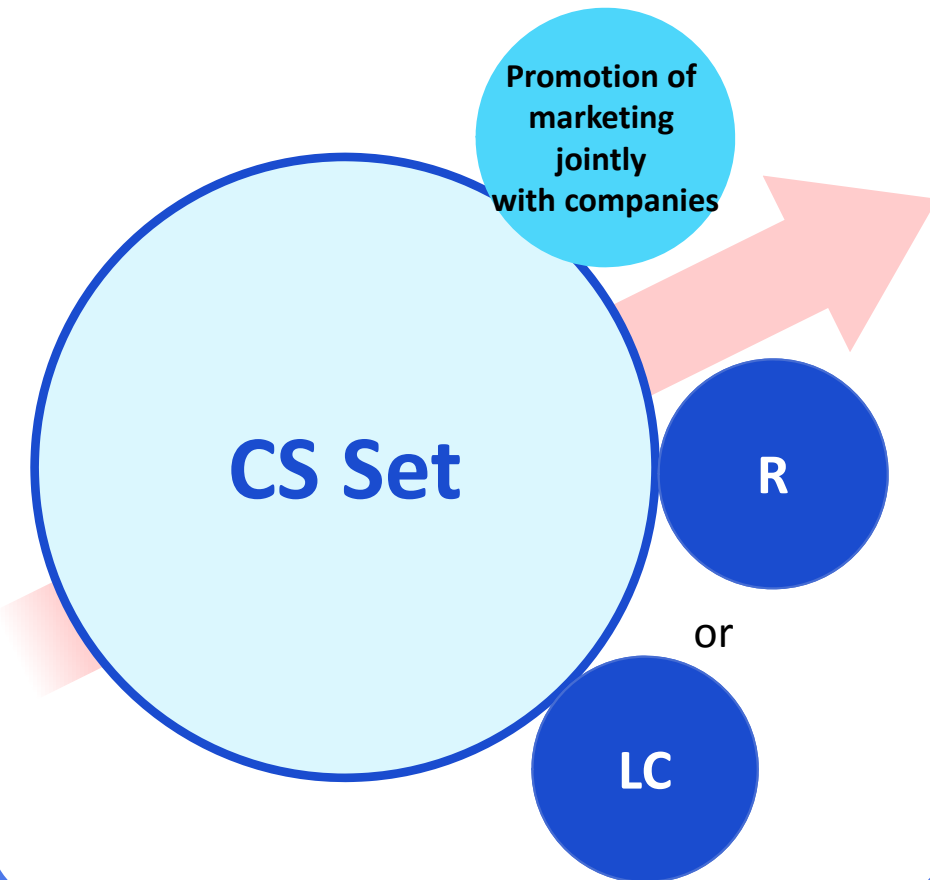 Promotion of
marketing
jointly
with companies
CS Set
R
or
LC